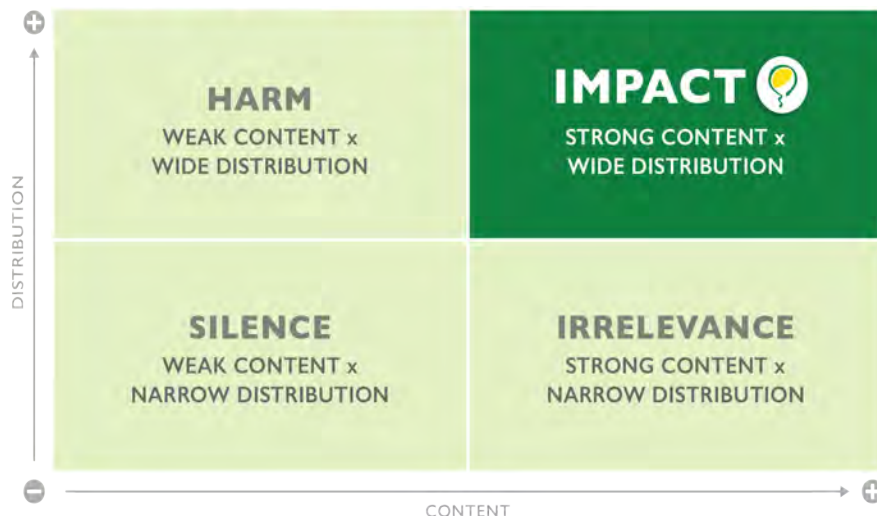 HARM
WEAK CONTENT x
WIDE DISTRIBUTION
IMPACT
STRONG CONTENT x
WIDE DISTRIBUTION
SILENCE
WEAK CONTENT x
NARROW DISTRIBUTION
IRRELEVANCE
STRONG CONTENT x
NARROW DISTRIBUTION
DISTRIBUTION
CONTENT